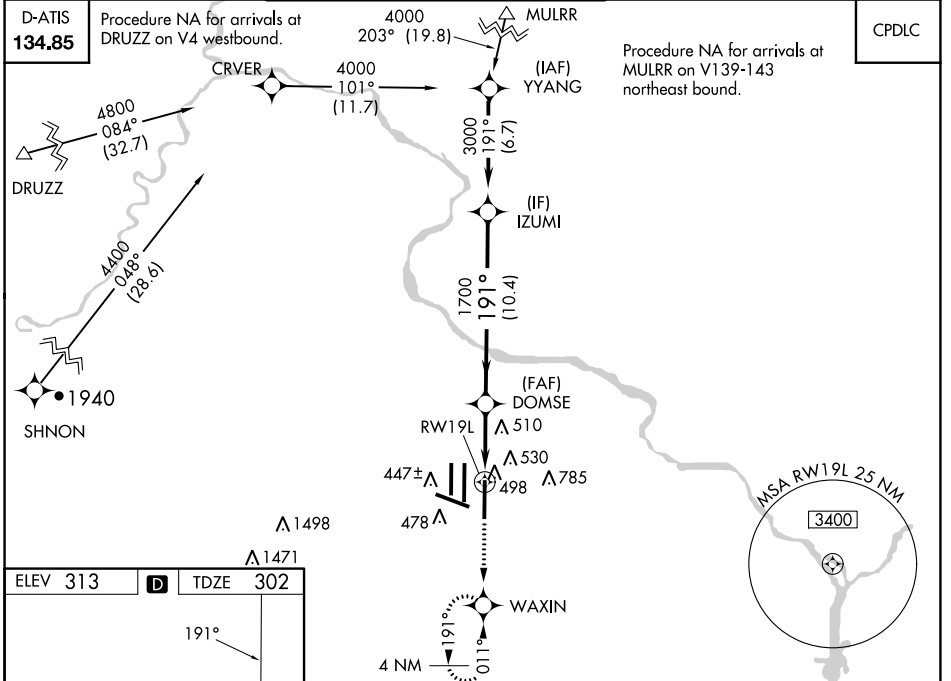 D-ATIS
134.85
Procedure NA for arrivals at
DRUZZ on V4 westbound.
4000
203° (19.8)
MULRR
Procedure NA for arrivals at
MULRR on V139-143
northeast bound.
CPDLC
CRVER
4000
101°
(11.7)
(IAF)
YYANG
4800
084°
(32.7)
DRUZZ
3000
191°
(6.7)
(IF)
IZUMI
4400
048°
(28.6)
1700
191°
(10.4)
1940
SHNON
(FAF)
DOMSE
RW19L
510
530
447±
498
785
478
1498
1471
MSA RW19L 25 NM
3400
ELEV 313
D
TDZE 302
191°
WAXIN
191°
011°
4 NM